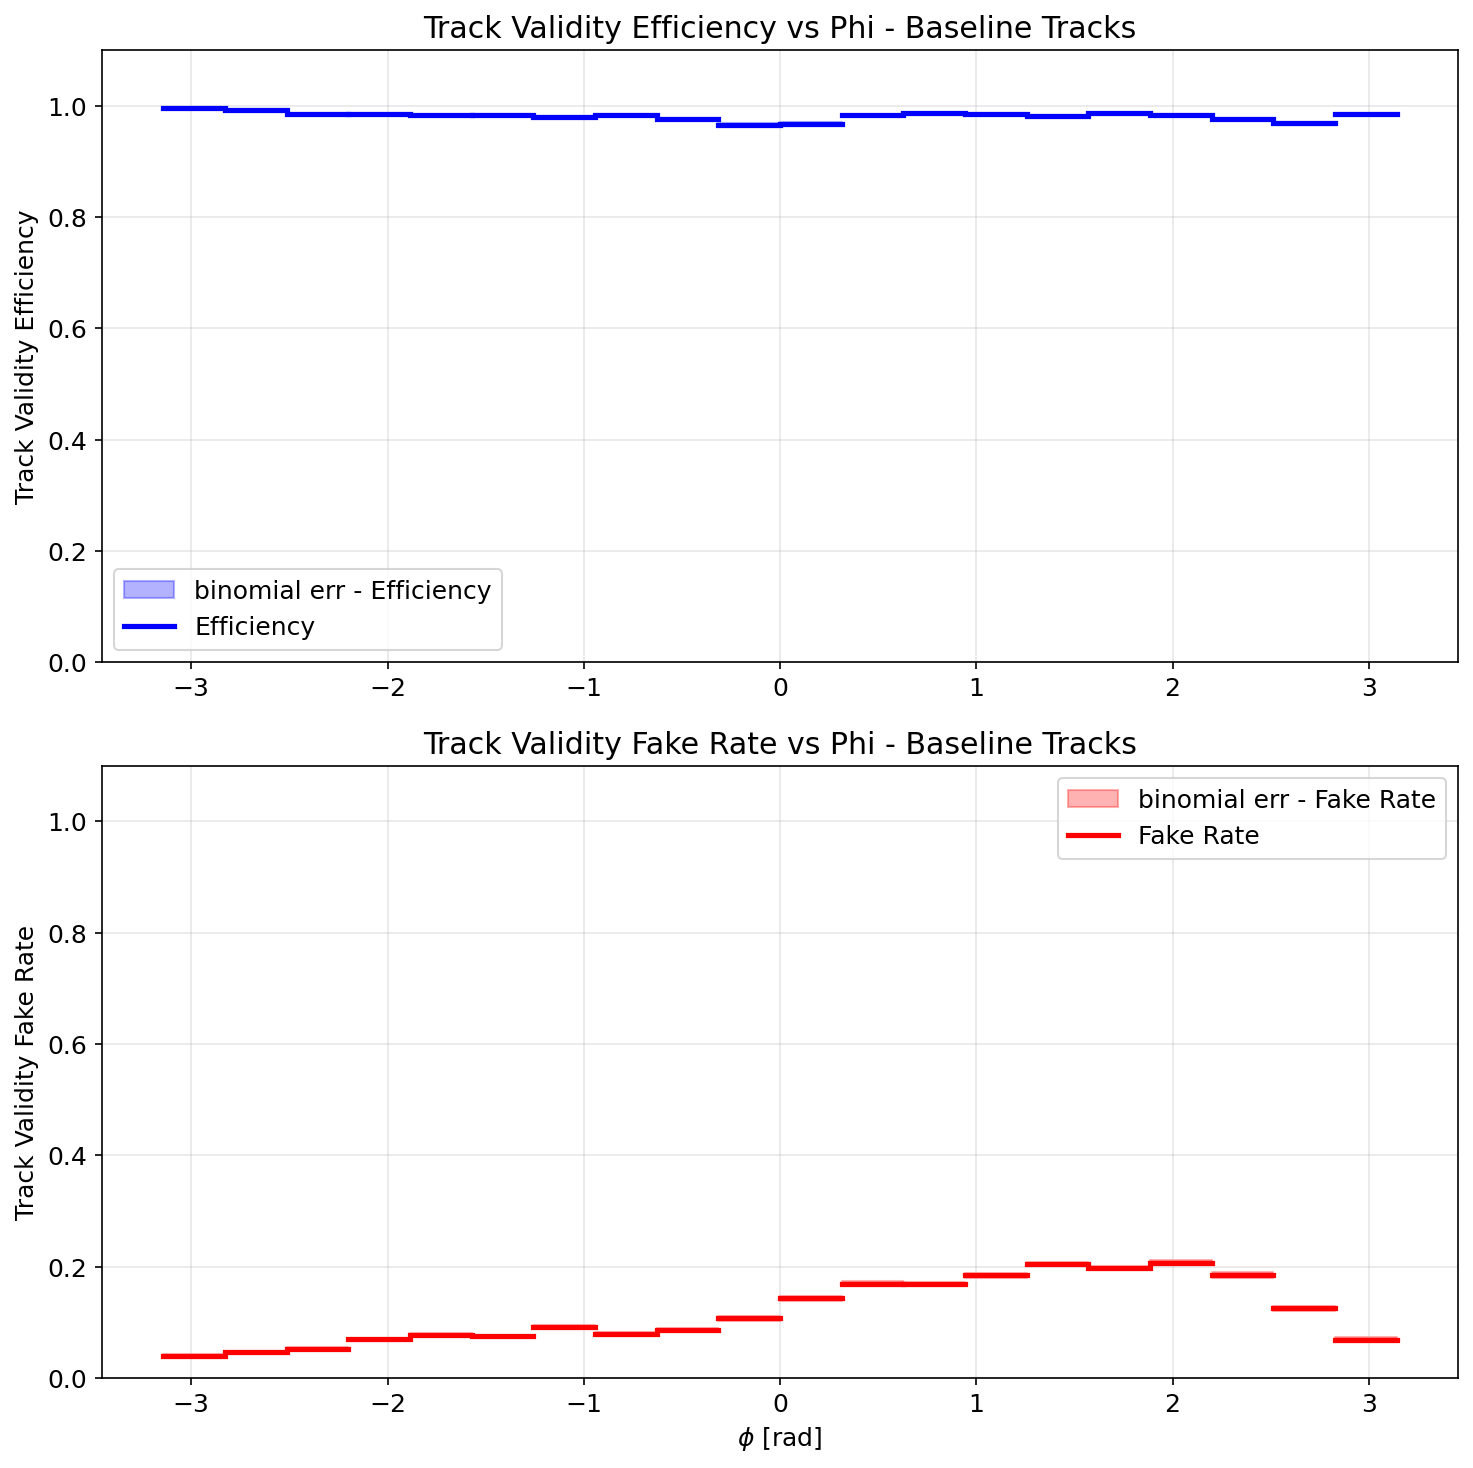 Track Validity Efficiency vs Phi - Baseline Tracks
Track Validity Efficiency
1.0
0.8
0.6
0.4
0.2
0.0
binomial err - Efficiency
Efficiency
−3 −2 −1 0 1 2 3
Track Validity Fake Rate vs Phi - Baseline Tracks
Track Validity Fake Rate
1.0
0.8
0.6
0.4
0.2
0.0
binomial err - Fake Rate
Fake Rate
−3 −2 −1 0 1 2 3
ϕ [rad]